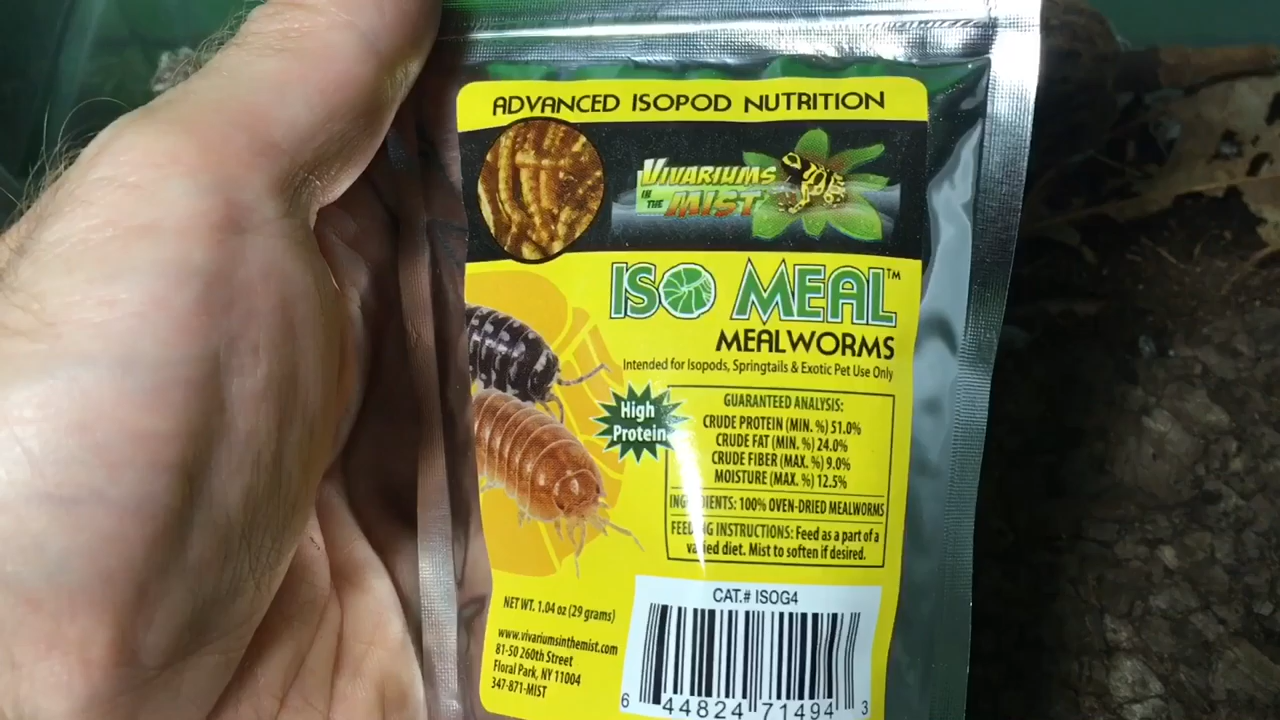 ADVANCED ISOPOD NUTRITION
VIVARIUMS
IN THE
MIST
ISO MEAL™
MEALWORMS
Intended for Isopods, Springtails & Exotic Pet Use Only
High
Protein
GUARANTEED ANALYSIS:
CRUDE PROTEIN (MIN. %) 51.0%
CRUDE FAT (MIN. %) 24.0%
CRUDE FIBER (MAX. %) 9.0%
MOISTURE (MAX. %) 12.5%
INGREDIENTS: 100% OVEN-DRIED MEALWORMS
FEEDING INSTRUCTIONS: Feed as a part of a
varied diet. Mist to soften if desired.
NET WT. 1.04 oz (29 grams)
www.vivariumsinthemist.com
81-50 260th Street
Floral Park, NY 11004
347-871-MIST
CAT.# ISOG4
6 44824 71494 3